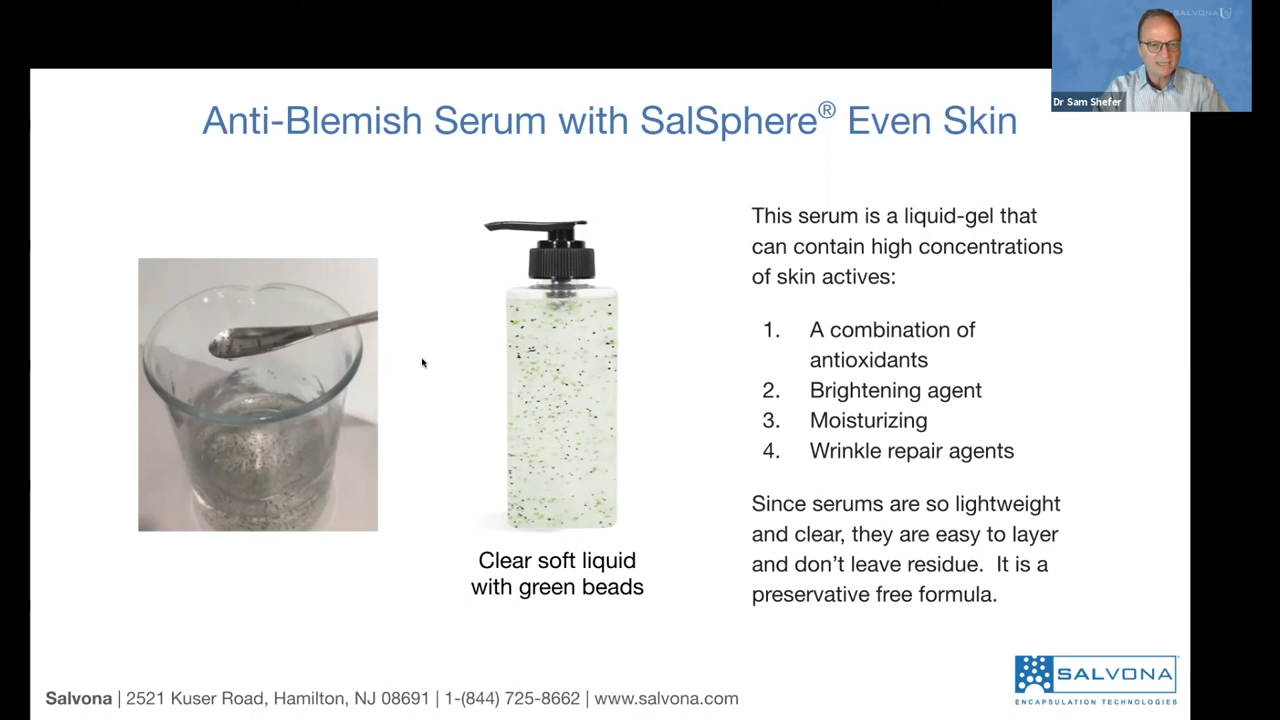 SALVONA U
Dr Sam Shefer
Anti-Blemish Serum with SalSphere® Even Skin
This serum is a liquid-gel that
can contain high concentrations
of skin actives:
1. A combination of
antioxidants
2. Brightening agent
3. Moisturizing
4. Wrinkle repair agents
Since serums are so lightweight
and clear, they are easy to layer
and don’t leave residue. It is a
preservative free formula.
Clear soft liquid
with green beads
Salvona | 2521 Kuser Road, Hamilton, NJ 08691 | 1-(844) 725-8662 | www.salvona.com
SALVONA
ENCAPSULATION TECHNOLOGIES